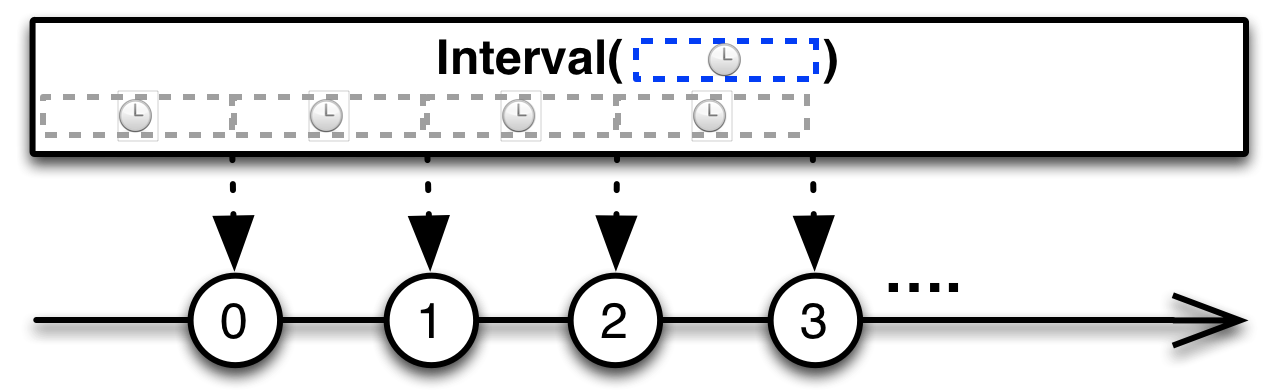 Interval( )
0 1 2 3 ....